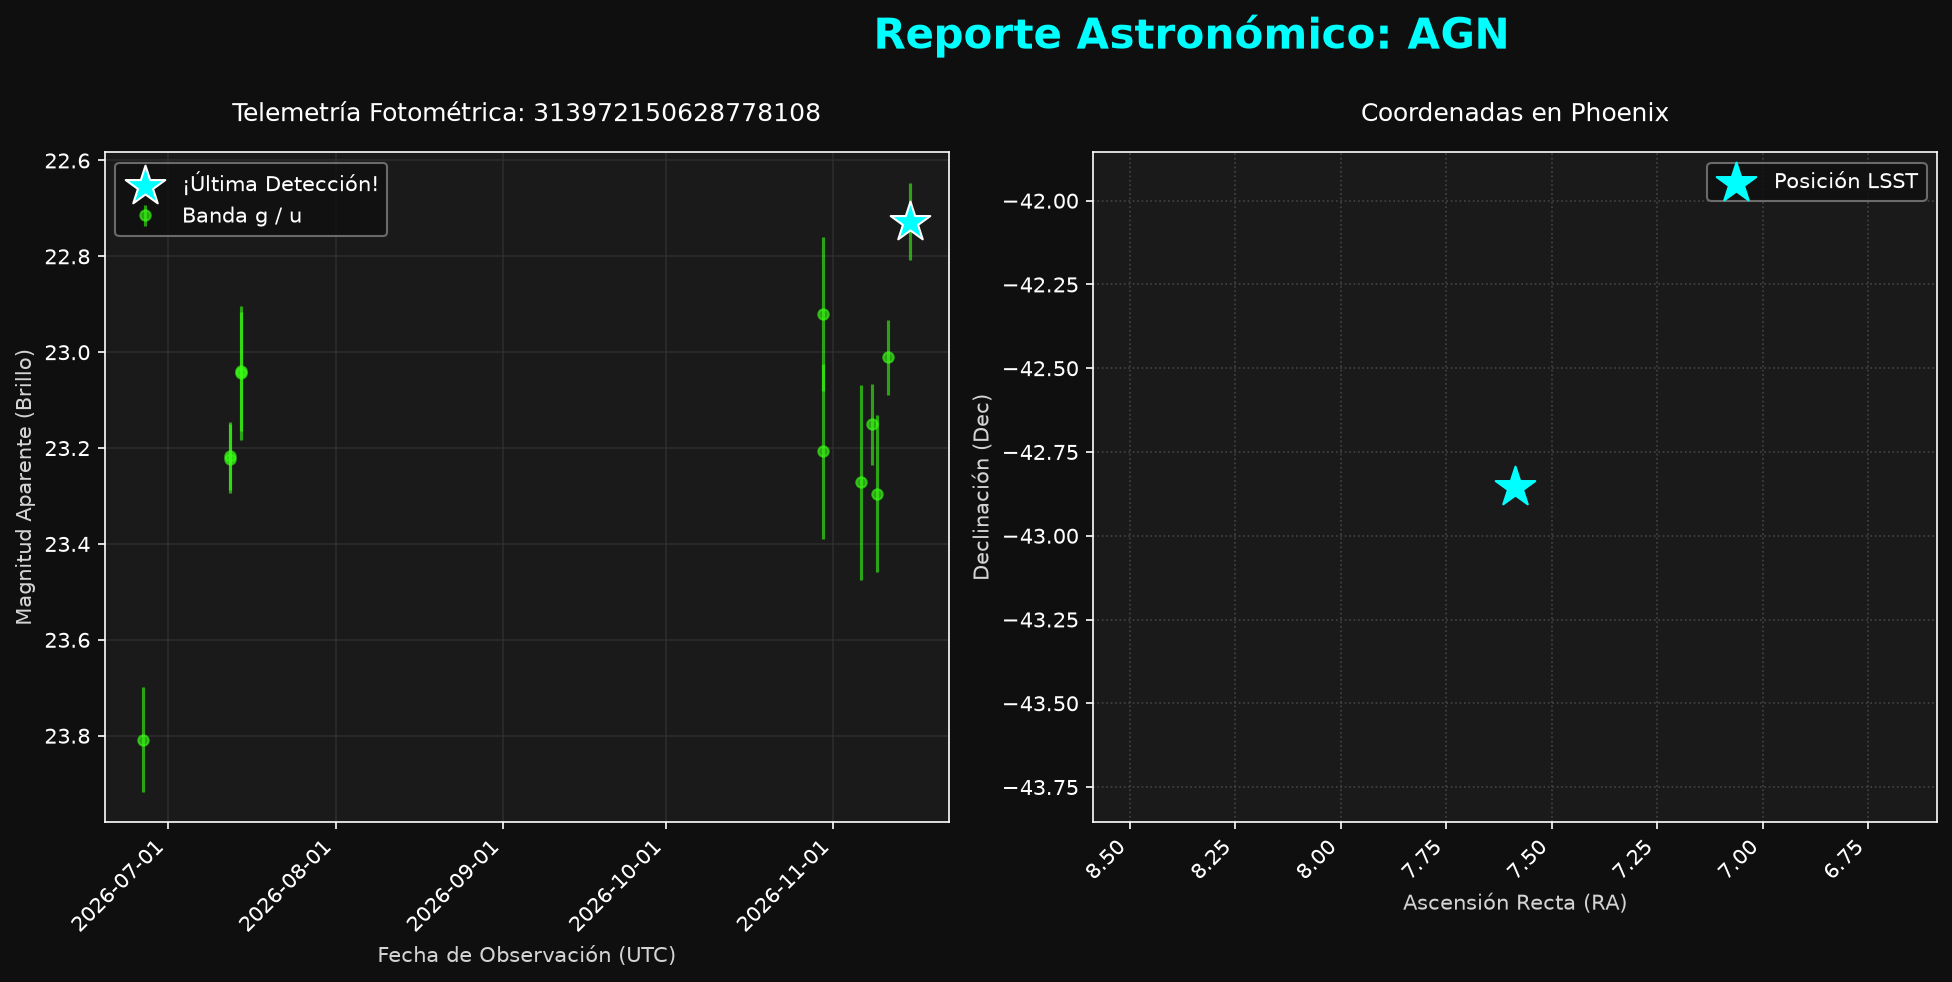 Reporte Astronómico: AGN
Telemetría Fotométrica: 313972150628778108
¡Última Detección!
Banda g / u
Magnitud Aparente (Brillo)
22.6
22.8
23.0
23.2
23.4
23.6
23.8
2026-07-01
2026-08-01
2026-09-01
2026-10-01
2026-11-01
Fecha de Observación (UTC)
Coordenadas en Phoenix
Posición LSST
Declinación (Dec)
−42.00
−42.25
−42.50
−42.75
−43.00
−43.25
−43.50
−43.75
8.50
8.25
8.00
7.75
7.50
7.25
7.00
6.75
Ascensión Recta (RA)